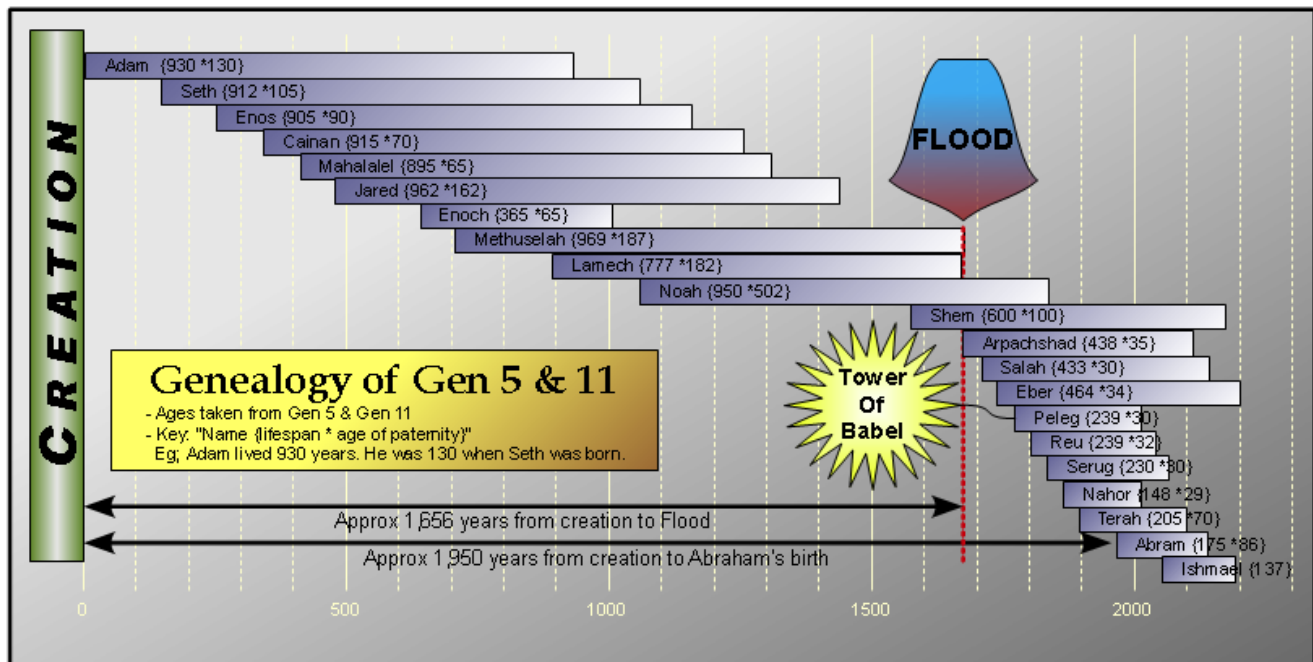 CREATION
Adam {930 *130}
Seth {912 *105}
Enos {905 *90}
Cainan {915 *70}
Mahalalel {895 *65}
Jared {962 *162}
Enoch {365 *65}
Methuselah {969 *187}
Lamech {777 *182}
Noah {950 *502}
Shem {600 *100}
Arpachshad {438 *35}
Salah {433 *30}
Eber {464 *34}
Peleg {239 *30}
Reu {239 *32}
Serug {230 *30}
Nahor {148 *29}
Terah {205 *70}
Abram {175 *86}
Ishmael {137}
FLOOD
Tower
Of
Babel
Genealogy of Gen 5 & 11
- Ages taken from Gen 5 & Gen 11
- Key: "Name {lifespan * age of paternity}"
Eg; Adam lived 930 years. He was 130 when Seth was born.
Approx 1,656 years from creation to Flood
Approx 1,950 years from creation to Abraham's birth
0 500 1000 1500 2000